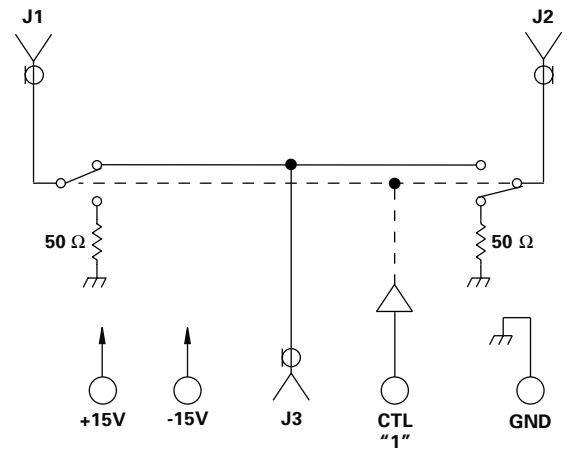 J1
J2
50 Ω
50 Ω
+15V
-15V
J3
CTL
“1”
GND